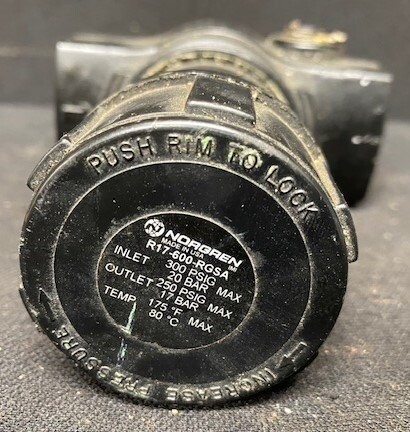 PUSH RIM TO LOCK
NORGREN
MADE IN USA IMI
R17-600-RGSA
INLET 300 PSIG
20 BAR MAX
OUTLET 250 PSIG
17 BAR MAX
TEMP 175 °F MAX
80 °C
INCREASE PRESSURE